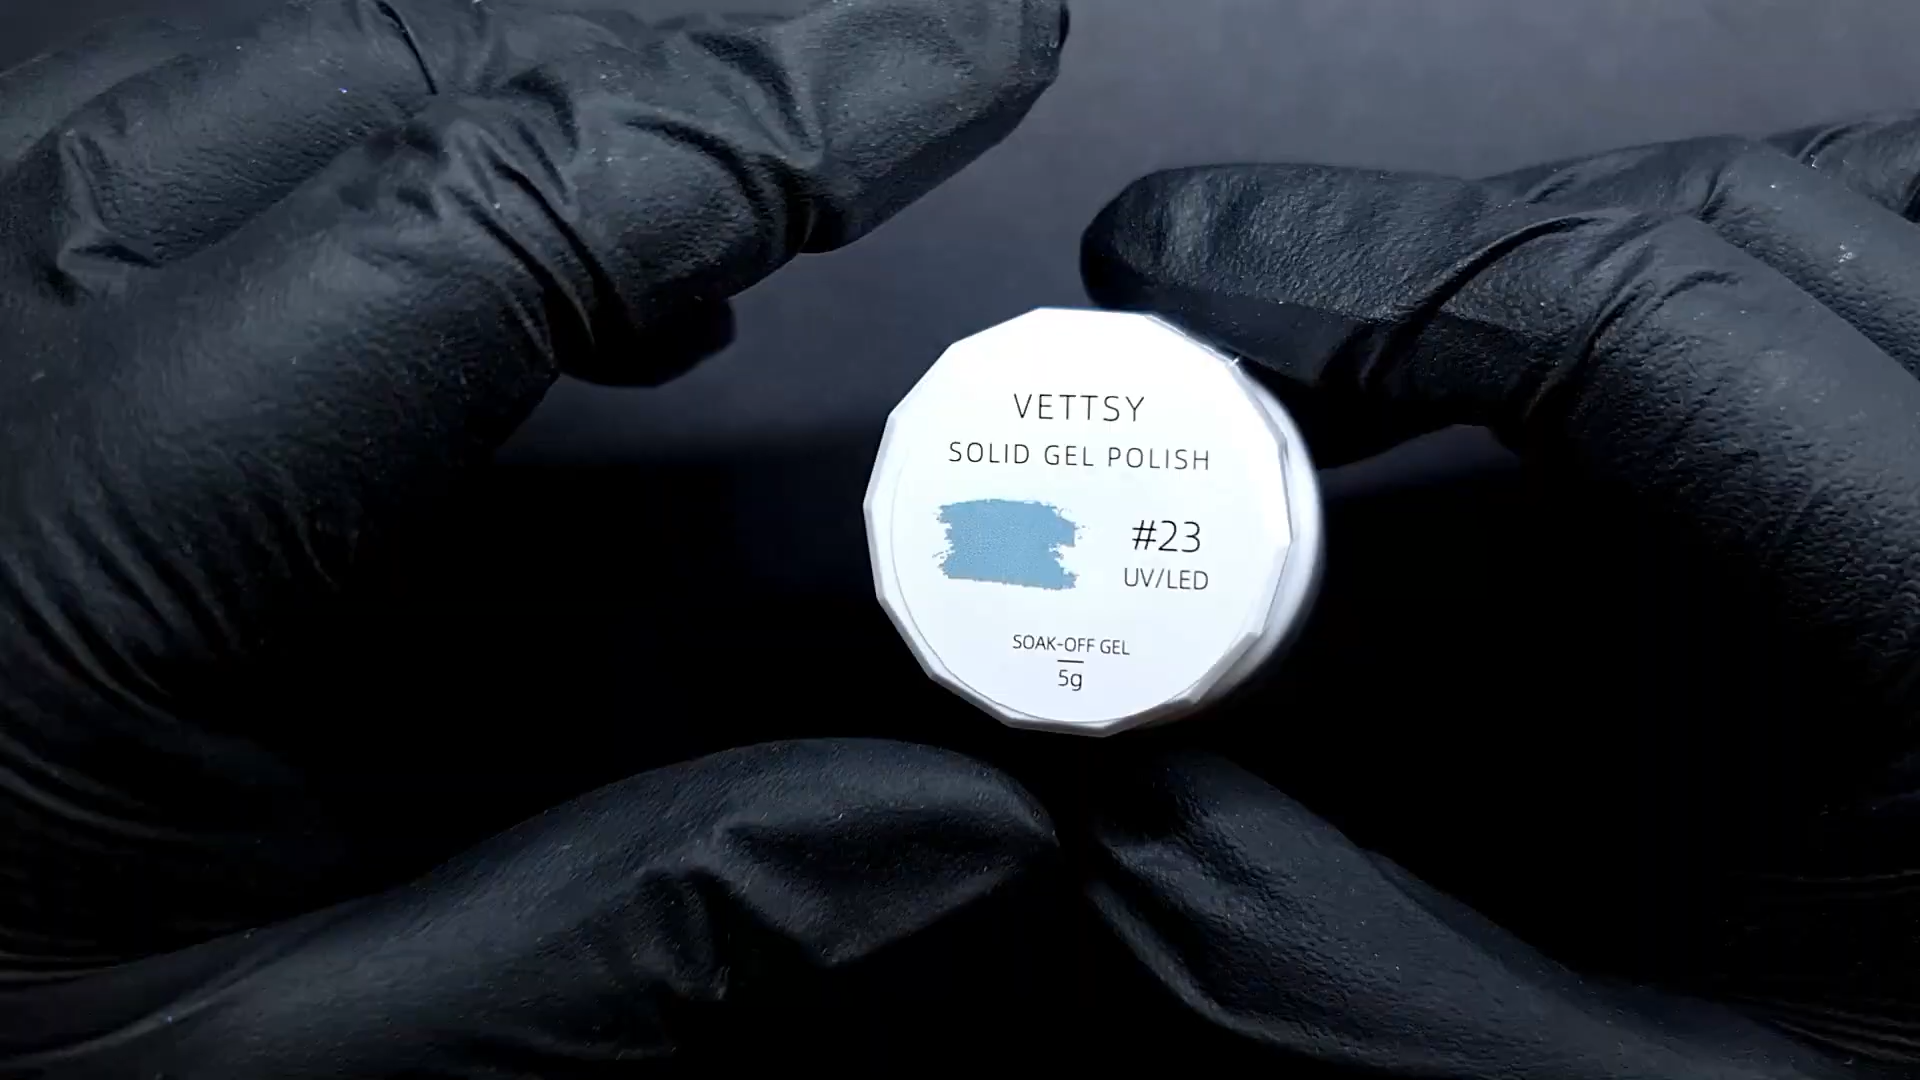 VETTSY
SOLID GEL POLISH
#23
UV/LED
SOAK-OFF GEL
5g